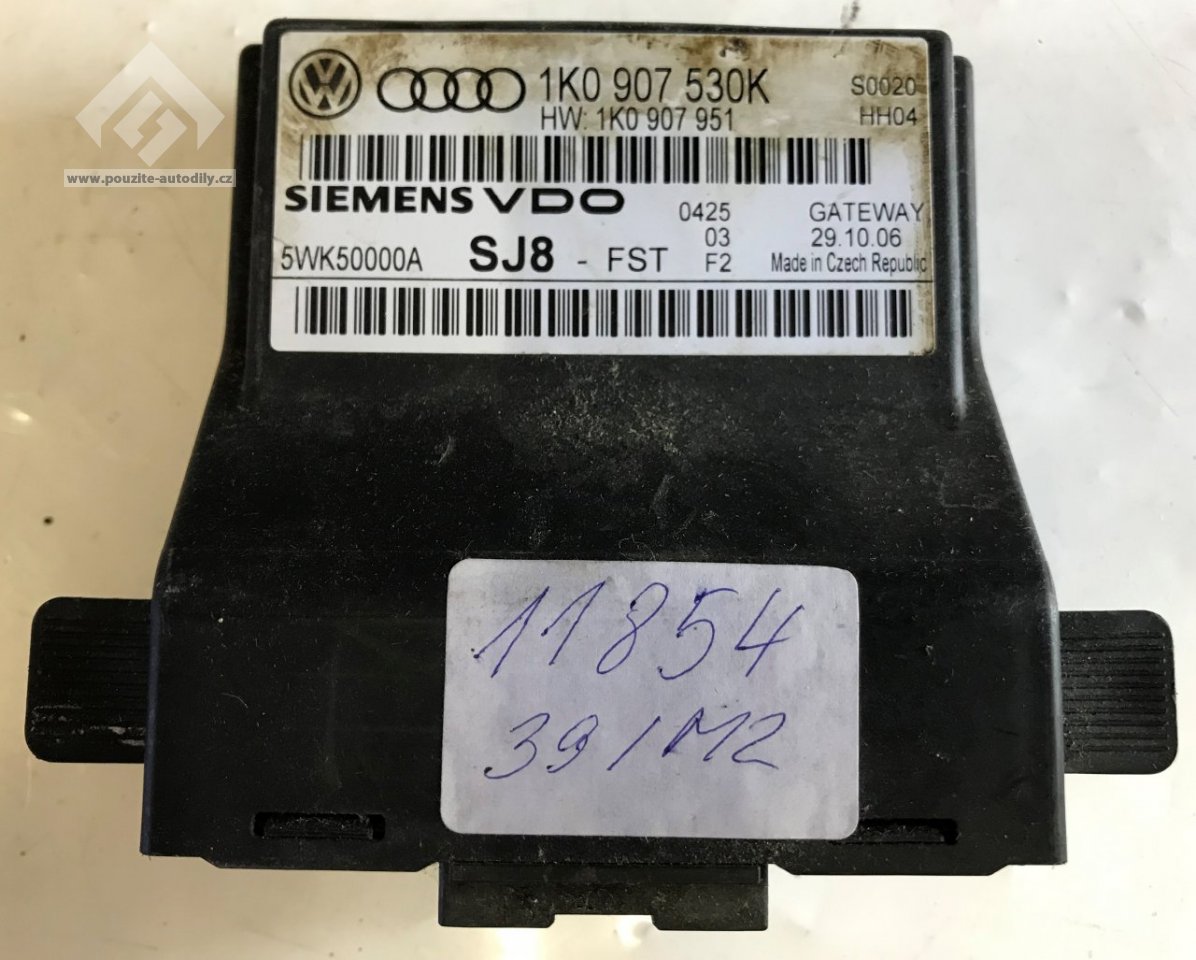 1K0 907 530K
S0020
HW: 1K0 907 951
HH04
www.pouzite-autodily.cz
SIEMENS VDO
0425
GATEWAY
03
29.10.06
5WK50000A
SJ8 - FST
F2
Made in Czech Republic
11854
39/M2